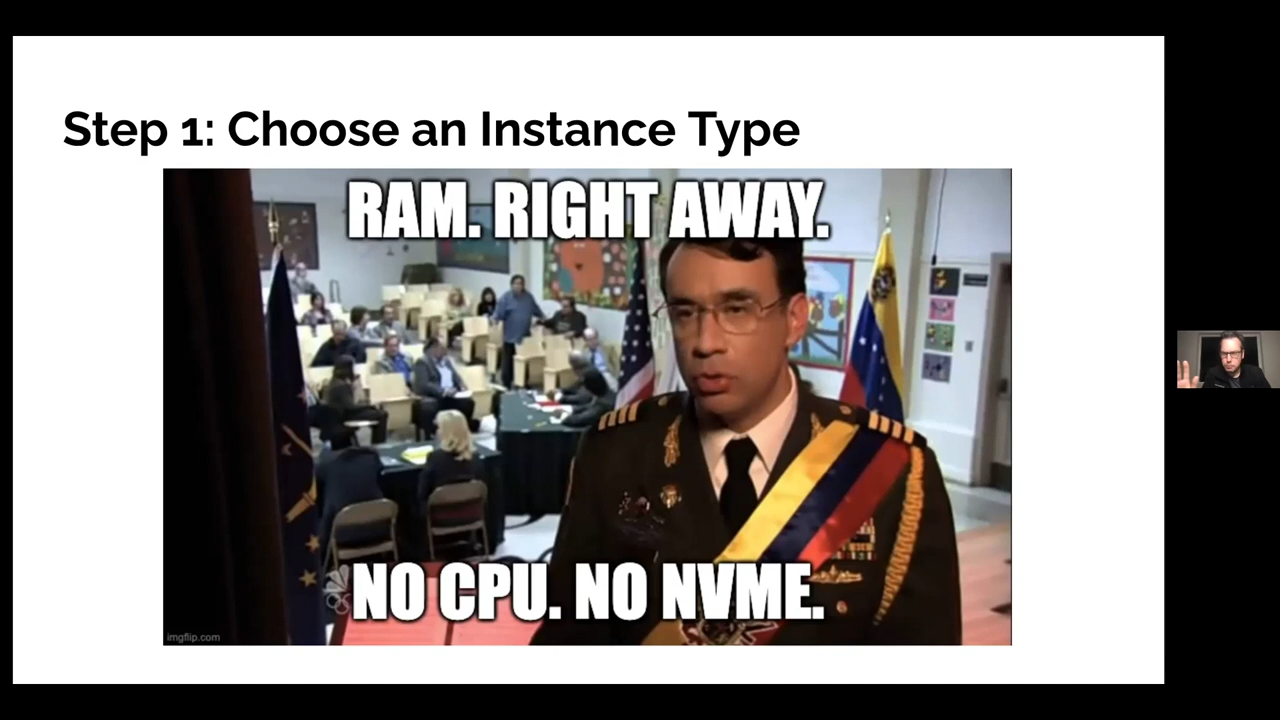 Step 1: Choose an Instance Type
RAM. RIGHT AWAY.
NO CPU. NO NVME.
imgflip.com